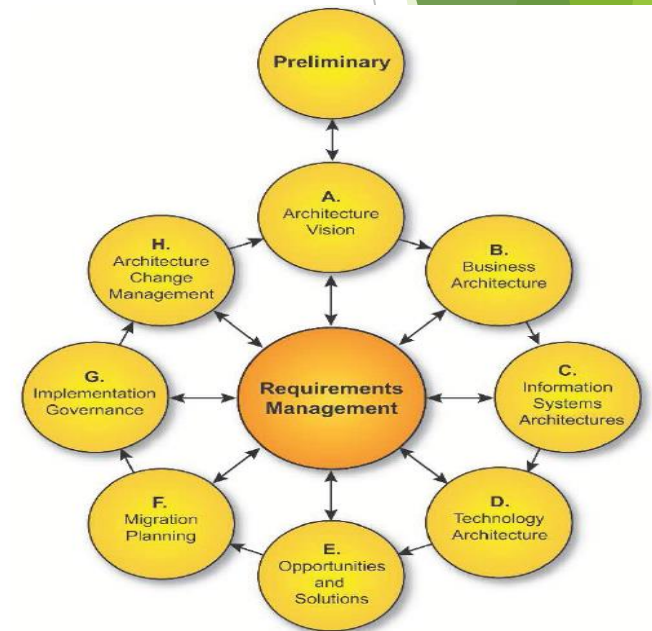 Preliminary
A.
Architecture
Vision
B.
Business
Architecture
C.
Information
Systems
Architectures
D.
Technology
Architecture
E.
Opportunities
and
Solutions
F.
Migration
Planning
G.
Implementation
Governance
H.
Architecture
Change
Management
Requirements
Management